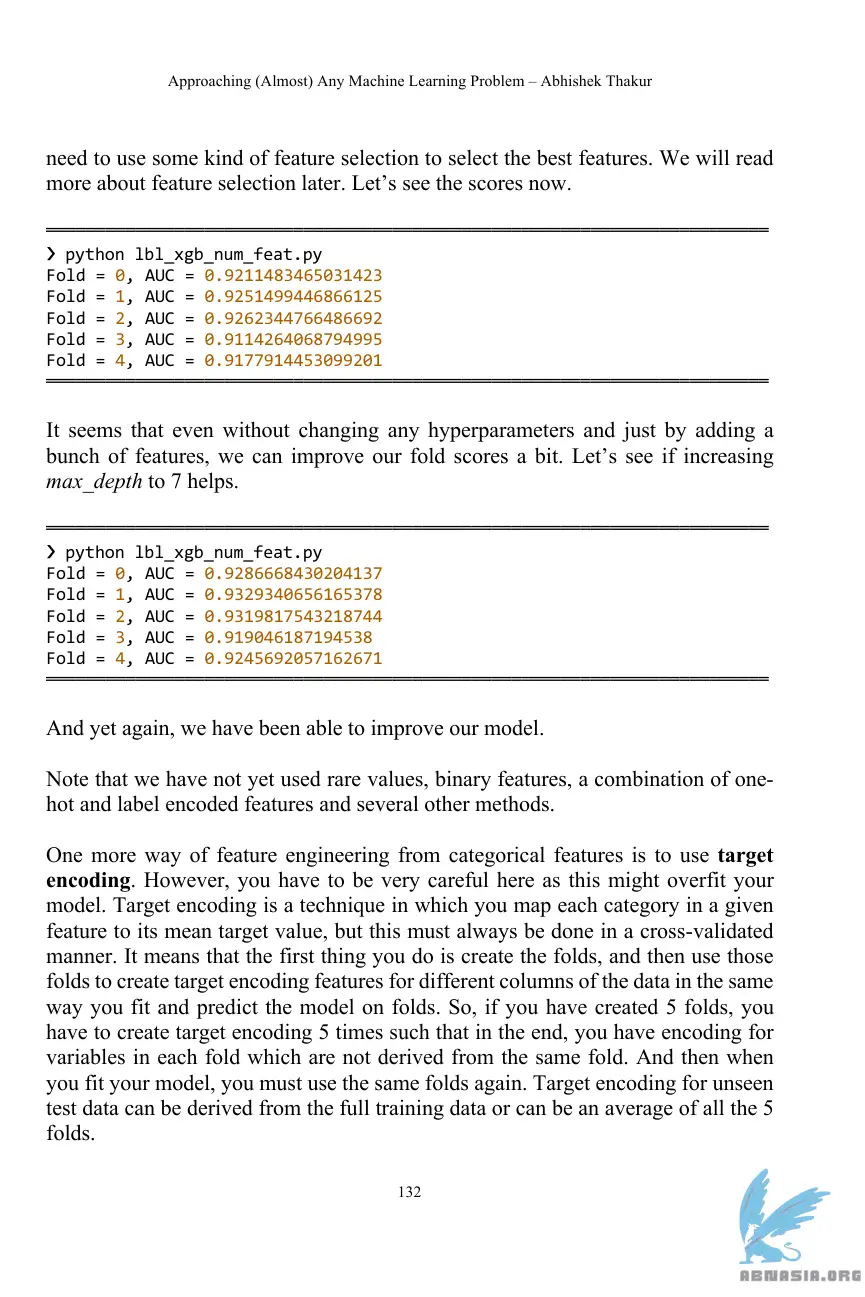 Approaching (Almost) Any Machine Learning Problem – Abhishek Thakur
need to use some kind of feature selection to select the best features. We will read
more about feature selection later. Let’s see the scores now.
❯ python lbl_xgb_num_feat.py
Fold = 0, AUC = 0.9211483465031423
Fold = 1, AUC = 0.9251499446866125
Fold = 2, AUC = 0.9262344766486692
Fold = 3, AUC = 0.9114264068794995
Fold = 4, AUC = 0.9177914453099201
It seems that even without changing any hyperparameters and just by adding a
bunch of features, we can improve our fold scores a bit. Let’s see if increasing
max_depth to 7 helps.
❯ python lbl_xgb_num_feat.py
Fold = 0, AUC = 0.9286668430204137
Fold = 1, AUC = 0.9329340656165378
Fold = 2, AUC = 0.9319817543218744
Fold = 3, AUC = 0.919046187194538
Fold = 4, AUC = 0.9245692057162671
And yet again, we have been able to improve our model.
Note that we have not yet used rare values, binary features, a combination of one-
hot and label encoded features and several other methods.
One more way of feature engineering from categorical features is to use target
encoding. However, you have to be very careful here as this might overfit your
model. Target encoding is a technique in which you map each category in a given
feature to its mean target value, but this must always be done in a cross-validated
manner. It means that the first thing you do is create the folds, and then use those
folds to create target encoding features for different columns of the data in the same
way you fit and predict the model on folds. So, if you have created 5 folds, you
have to create target encoding 5 times such that in the end, you have encoding for
variables in each fold which are not derived from the same fold. And then when
you fit your model, you must use the same folds again. Target encoding for unseen
test data can be derived from the full training data or can be an average of all the 5
folds.
132
ABNASIA.ORG